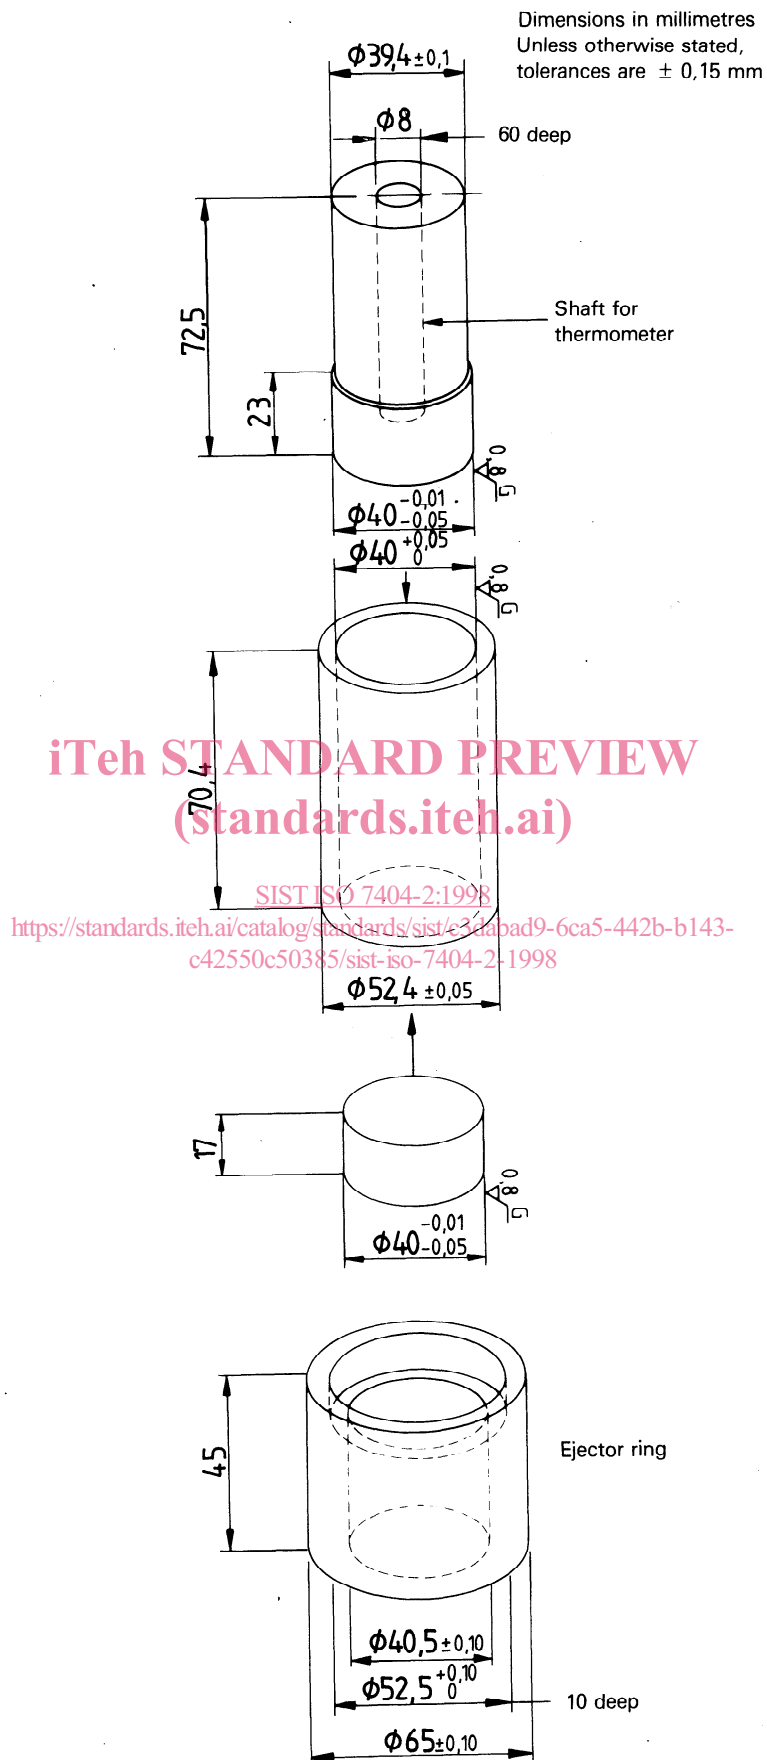 Dimensions in millimetres
Unless otherwise stated,
tolerances are ± 0,15 mm
Φ39,4 ±0,1
Φ8
60 deep
72,5
Shaft for
thermometer
23
0,8 G
Φ40 -0,01
-0,05
Φ40 +0,05
0
0,8 G
iTeh STANDARD PREVIEW
70,4
(standards.iteh.ai)
SIST ISO 7404-2:1998
https://standards.iteh.ai/catalog/standards/sist/c3dabad9-6ca5-442b-b143-
c42550c50385/sist-iso-7404-2-1998
Φ52,4 ±0,05
17
0,8 G
Φ40 -0,01
-0,05
45
Ejector ring
Φ40,5 ±0,10
Φ52,5 +0,10
0
10 deep
Φ65 ±0,10